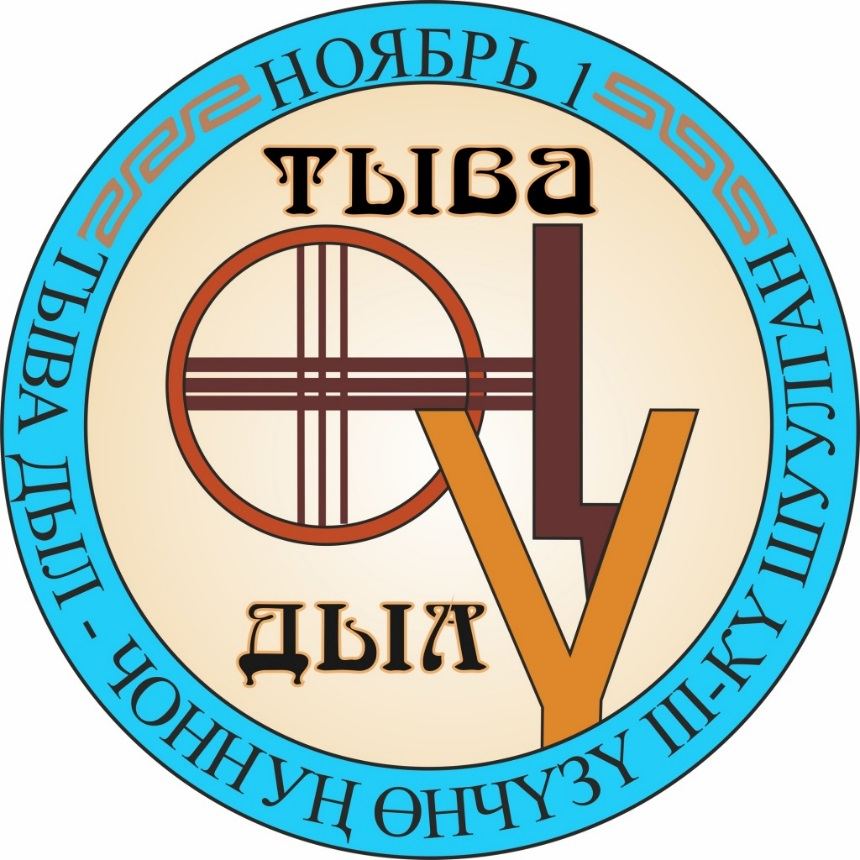 НОЯБРЬ 1
ТЫВА
ДЫЛ
ТЫВА ДЫЛ - ЧОННУҢ ӨНЧҮЗҮ III-КҮ ШУУЛГАН